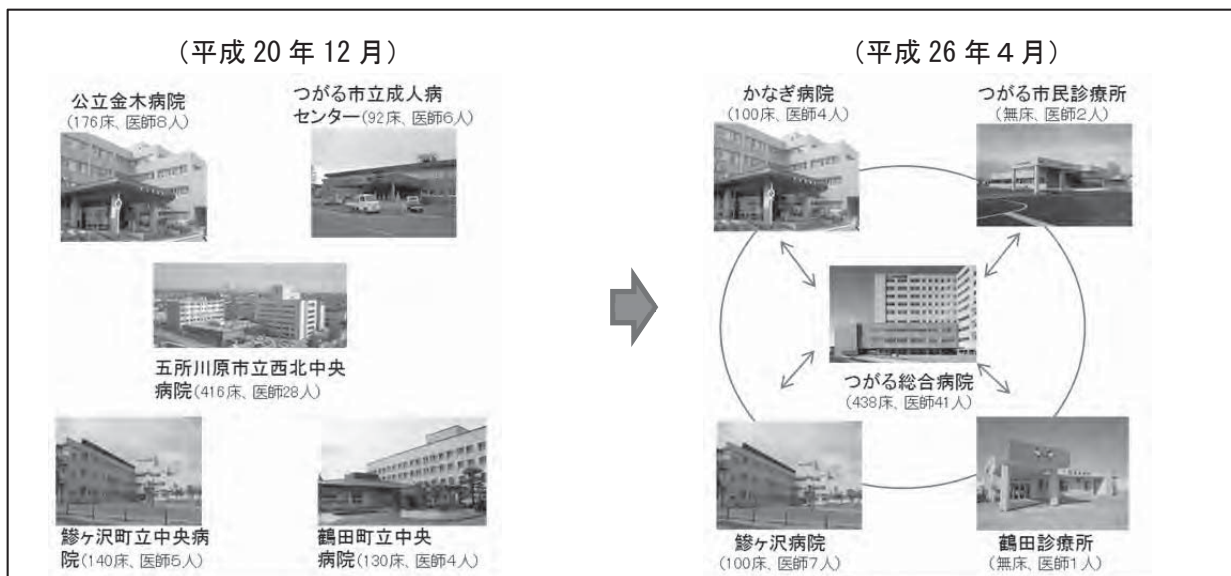 (平成 20 年 12 月)
公立金木病院
(176床、医師8人)
つがる市立成人病
センター(92床、医師6人)
五所川原市立西北中央
病院(416床、医師28人)
鰺ヶ沢町立中央病
院(140床、医師5人)
鶴田町立中央
病院(130床、医師4人)
(平成 26 年 4 月)
かなぎ病院
(100床、医師4人)
つがる市民診療所
(無床、医師2人)
つがる総合病院
(438床、医師41人)
鰺ヶ沢病院
(100床、医師7人)
鶴田診療所
(無床、医師1人)